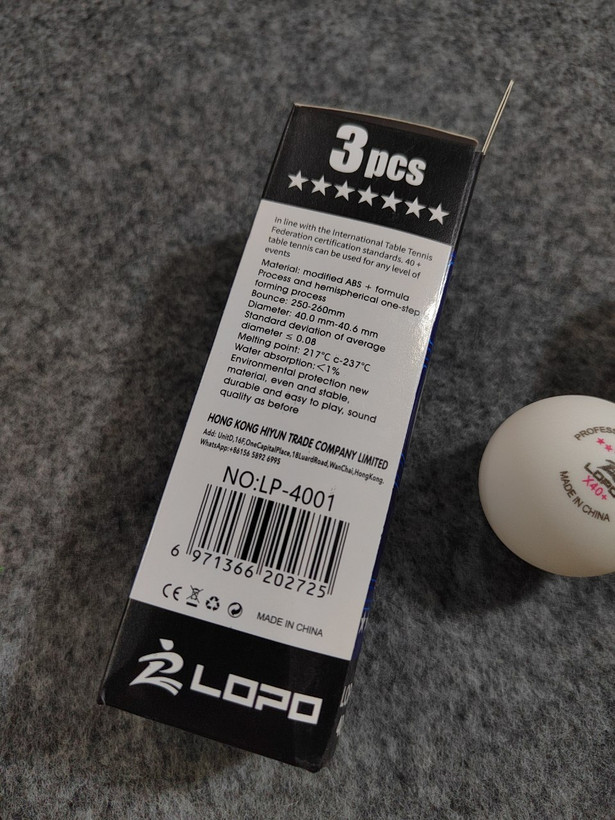 3 pcs
In line with the International Table Tennis
Federation certification standards. 40 +
table tennis can be used for any level of
events
Material: modified ABS + formula
Process and hemispherical one-step
forming process
Bounce: 250-260mm
Diameter: 40.0 mm-40.6 mm
Standard deviation of average
diameter ≤ 0.08
Melting point: 217℃ c-237℃
Water absorption:＜1%
Environmental protection new
material, even and stable,
durable and easy to play, sound
quality as before
HONG KONG HIYUN TRADE COMPANY LIMITED
Add: UnitD,16F,OneCapitalPlace,18LuardRoad,WanChai,HongKong.
WhatsApp:+86156 5892 6995
NO:LP-4001
6 971366 202725
CE
MADE IN CHINA
LOPO
X40+
MADE IN CHINA